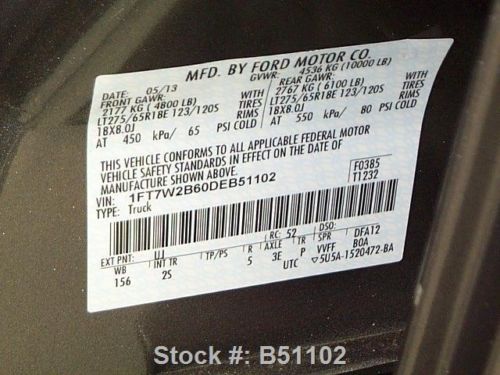 MFD. BY FORD MOTOR CO.
DATE: 05/13
GVWR: 4536 KG (10000 LB)
FRONT GAWR:
REAR GAWR:
2177 KG (4800 LB) WITH
2767 KG (6100 LB) WITH
LT275/65R18E 123/120S TIRES
LT275/65R18E 123/120S TIRES
18X8.0J RIMS
18X8.0J RIMS
AT 450 kPa/ 65 PSI COLD
AT 550 kPa/ 80 PSI COLD
THIS VEHICLE CONFORMS TO ALL APPLICABLE FEDERAL MOTOR
VEHICLE SAFETY STANDARDS IN EFFECT ON THE DATE OF
MANUFACTURE SHOWN ABOVE.
VIN: 1FT7W2B60DEB51102
TYPE: Truck
F0385
T1232
EXT PNT: UJ RC: 52 DSO:
WB INT TR TP/PS R AXLE TR SPR DFA12
156 2S 5 3E P VVFF BOA
UTC ▽5U5A-1520472-BA
Stock #: B51102